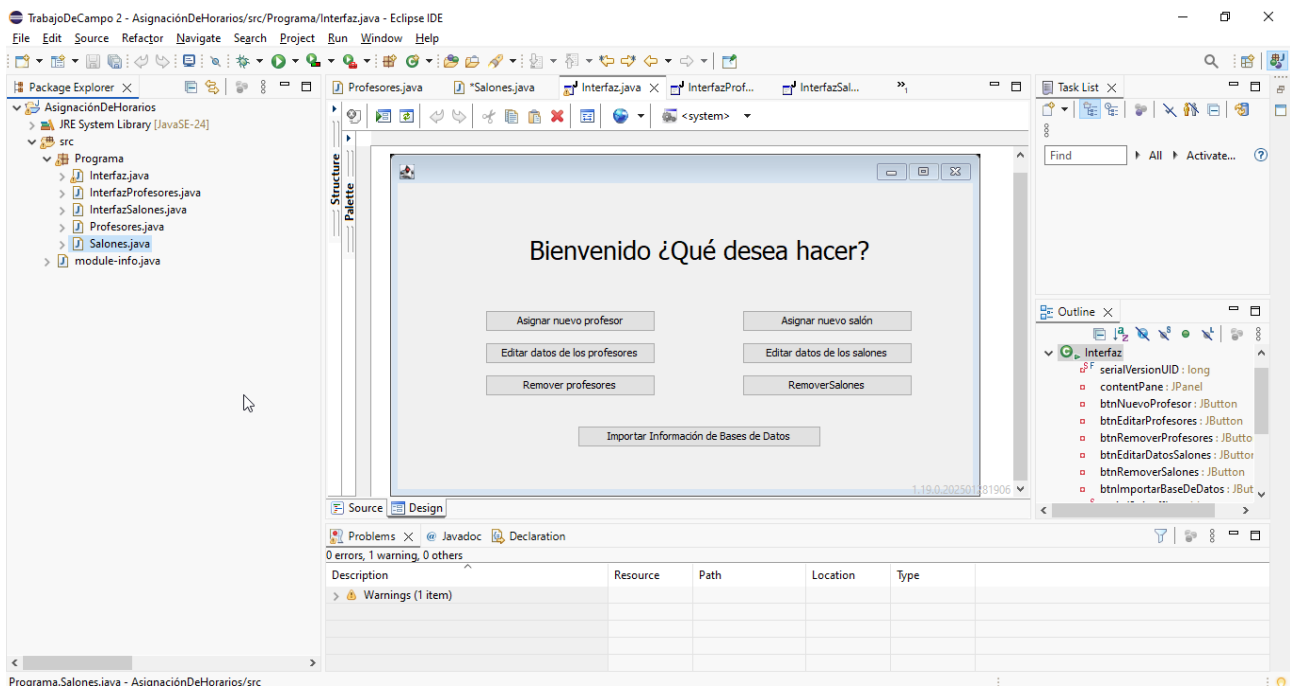 TrabajoDeCampo 2 - AsignaciónDeHorarios/src/Programa/Interfaz.java - Eclipse IDE
File Edit Source Refactor Navigate Search Project Run Window Help
Package Explorer
AsignaciónDeHorarios
JRE System Library [JavaSE-24]
src
Programa
Interfaz.java
InterfazProfesores.java
InterfazSalones.java
Profesores.java
Salones.java
module-info.java
Profesores.java *Salones.java Interfaz.java InterfazProf... InterfazSal... »1
<system>
Structure
Palette
Bienvenido ¿Qué desea hacer?
Asignar nuevo profesor Asignar nuevo salón
Editar datos de los profesores Editar datos de los salones
Remover profesores RemoverSalones
Importar Información de Bases de Datos
1.19.0.202501281906
Source Design
Task List
Find All Activate...
Outline
Interfaz
serialVersionUID : long
contentPane : JPanel
btnNuevoProfesor : JButton
btnEditarProfesores : JButton
btnRemoverProfesores : JButto
btnEditarDatosSalones : JButtor
btnRemoverSalones : JButton
btnImportarBaseDeDatos : JBut
Problems @ Javadoc Declaration
0 errors, 1 warning, 0 others
Description Resource Path Location Type
Warnings (1 item)
Programa.Salones.java - AsignaciónDeHorarios/src